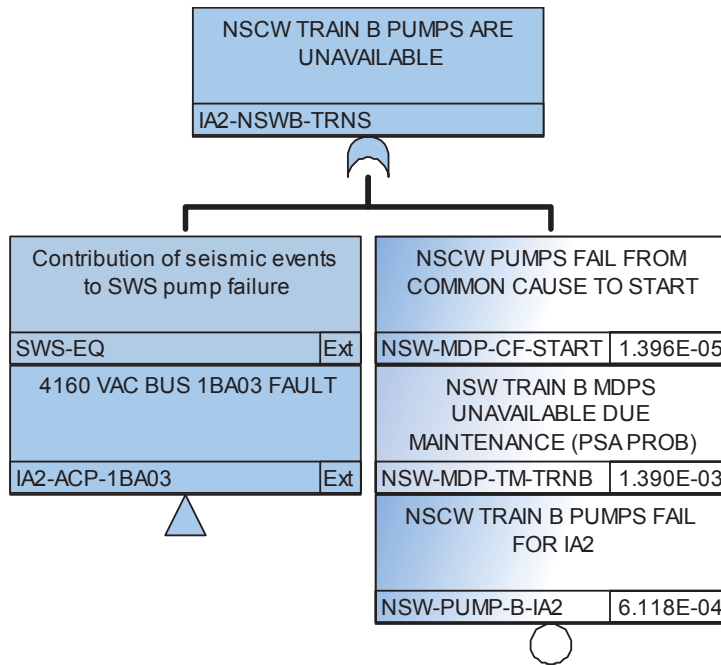 NSCW TRAIN B PUMPS ARE
UNAVAILABLE
IA2-NSWB-TRNS
Contribution of seismic events
to SWS pump failure
SWS-EQ Ext
4160 VAC BUS 1BA03 FAULT
IA2-ACP-1BA03 Ext
NSCW PUMPS FAIL FROM
COMMON CAUSE TO START
NSW-MDP-CF-START 1.396E-05
NSW TRAIN B MDPS
UNAVAILABLE DUE
MAINTENANCE (PSA PROB)
NSW-MDP-TM-TRNB 1.390E-03
NSCW TRAIN B PUMPS FAIL
FOR IA2
NSW-PUMP-B-IA2 6.118E-04